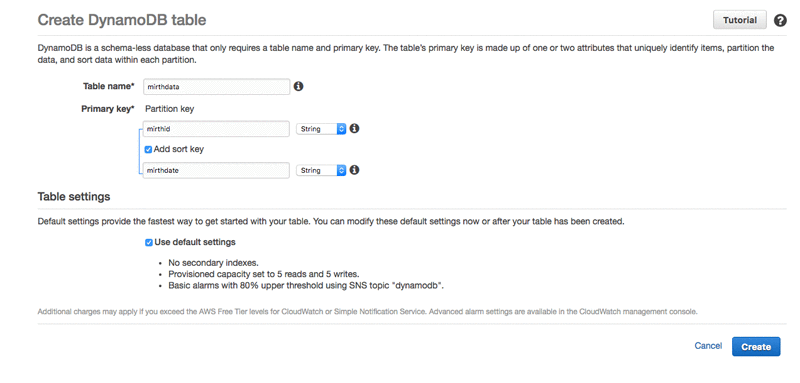 Create DynamoDB table
Tutorial
DynamoDB is a schema-less database that only requires a table name and primary key. The table's primary key is made up of one or two attributes that uniquely identify items, partition the
data, and sort data within each partition.
Table name* mirthdata
Primary key* Partition key
mirthid String
Add sort key
mirthdate String
Table settings
Default settings provide the fastest way to get started with your table. You can modify these default settings now or after your table has been created.
Use default settings
• No secondary indexes.
• Provisioned capacity set to 5 reads and 5 writes.
• Basic alarms with 80% upper threshold using SNS topic "dynamodb".
Additional charges may apply if you exceed the AWS Free Tier levels for CloudWatch or Simple Notification Service. Advanced alarm settings are available in the CloudWatch management console.
Cancel Create